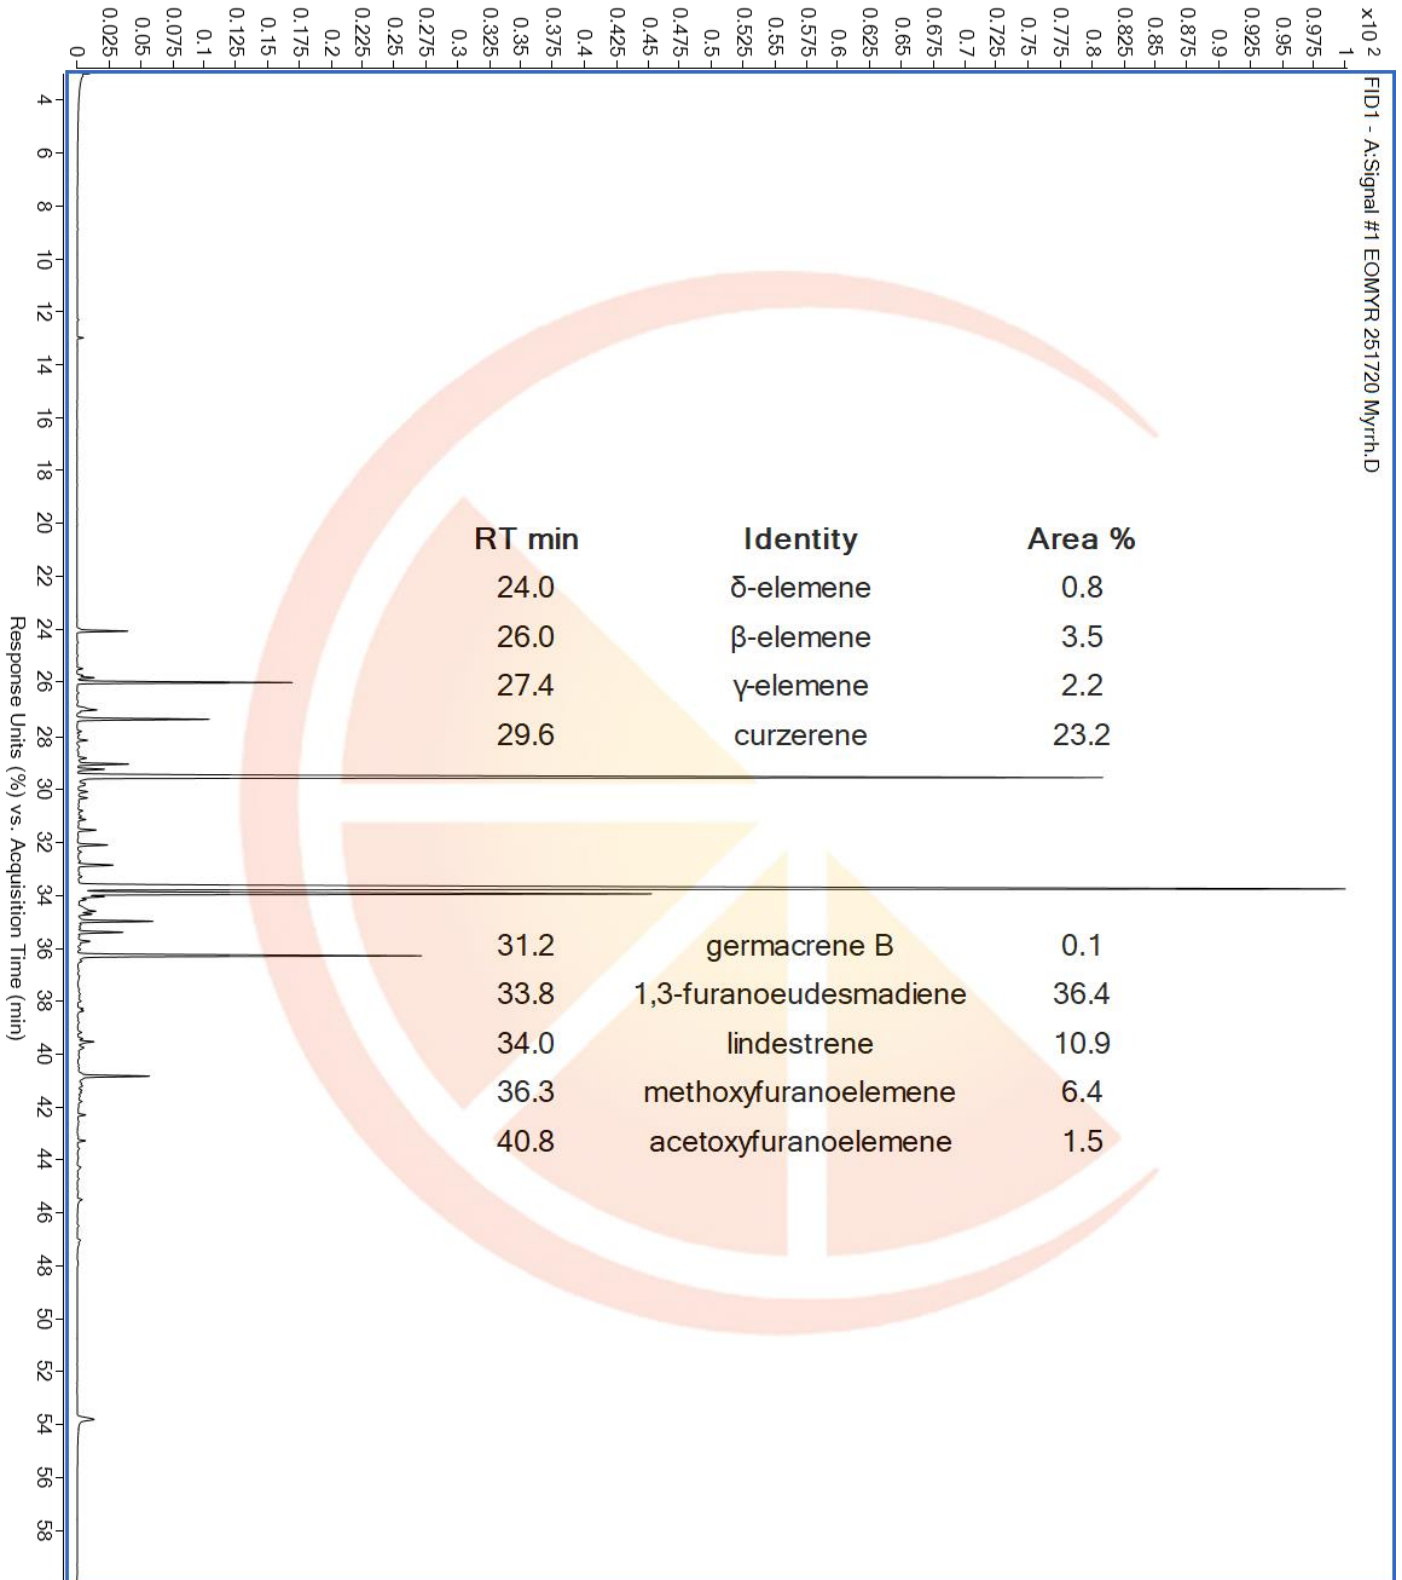 x10 2
FID1 - A:Signal #1 EOMYR 251720 Myrrh.D
1
0.975
0.95
0.925
0.9
0.875
0.85
0.825
0.8
0.775
0.75
0.725
0.7
0.675
0.65
0.625
0.6
0.575
0.55
0.525
0.5
0.475
0.45
0.425
0.4
0.375
0.35
0.325
0.3
0.275
0.25
0.225
0.2
0.175
0.15
0.125
0.1
0.075
0.05
0.025
0
4 6 8 10 12 14 16 18 20 22 24 26 28 30 32 34 36 38 40 42 44 46 48 50 52 54 56 58
Response Units (%) vs. Acquisition Time (min)
RT min Identity Area %
24.0 δ-elemene 0.8
26.0 β-elemene 3.5
27.4 γ-elemene 2.2
29.6 curzerene 23.2
31.2 germacrene B 0.1
33.8 1,3-furanoeudesmadiene 36.4
34.0 lindestrene 10.9
36.3 methoxyfuranoelemene 6.4
40.8 acetoxyfuranoelemene 1.5